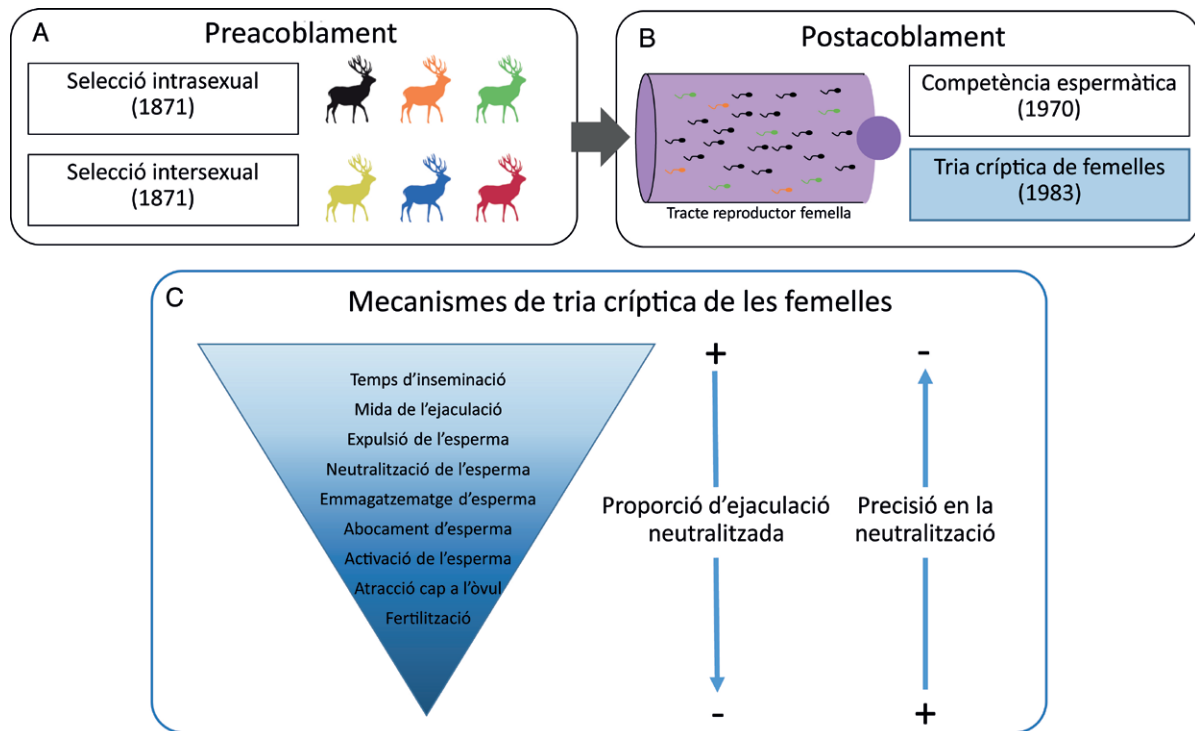 A
Preacoblament
Selecció intrasexual
(1871)
Selecció intersexual
(1871)
B
Postacoblament
Tracte reproductor femella
Competència espermàtica
(1970)
Tria críptica de femelles
(1983)
C
Mecanismes de tria críptica de les femelles
Temps d'inseminació
Mida de l'ejaculació
Expulsió de l'esperma
Neutralització de l'esperma
Emmagatzematge d'esperma
Abocament d'esperma
Activació de l'esperma
Atracció cap a l'òvul
Fertilització
+
Proporció d'ejaculació
neutralitzada
-
-
Precisió en la
neutralització
+